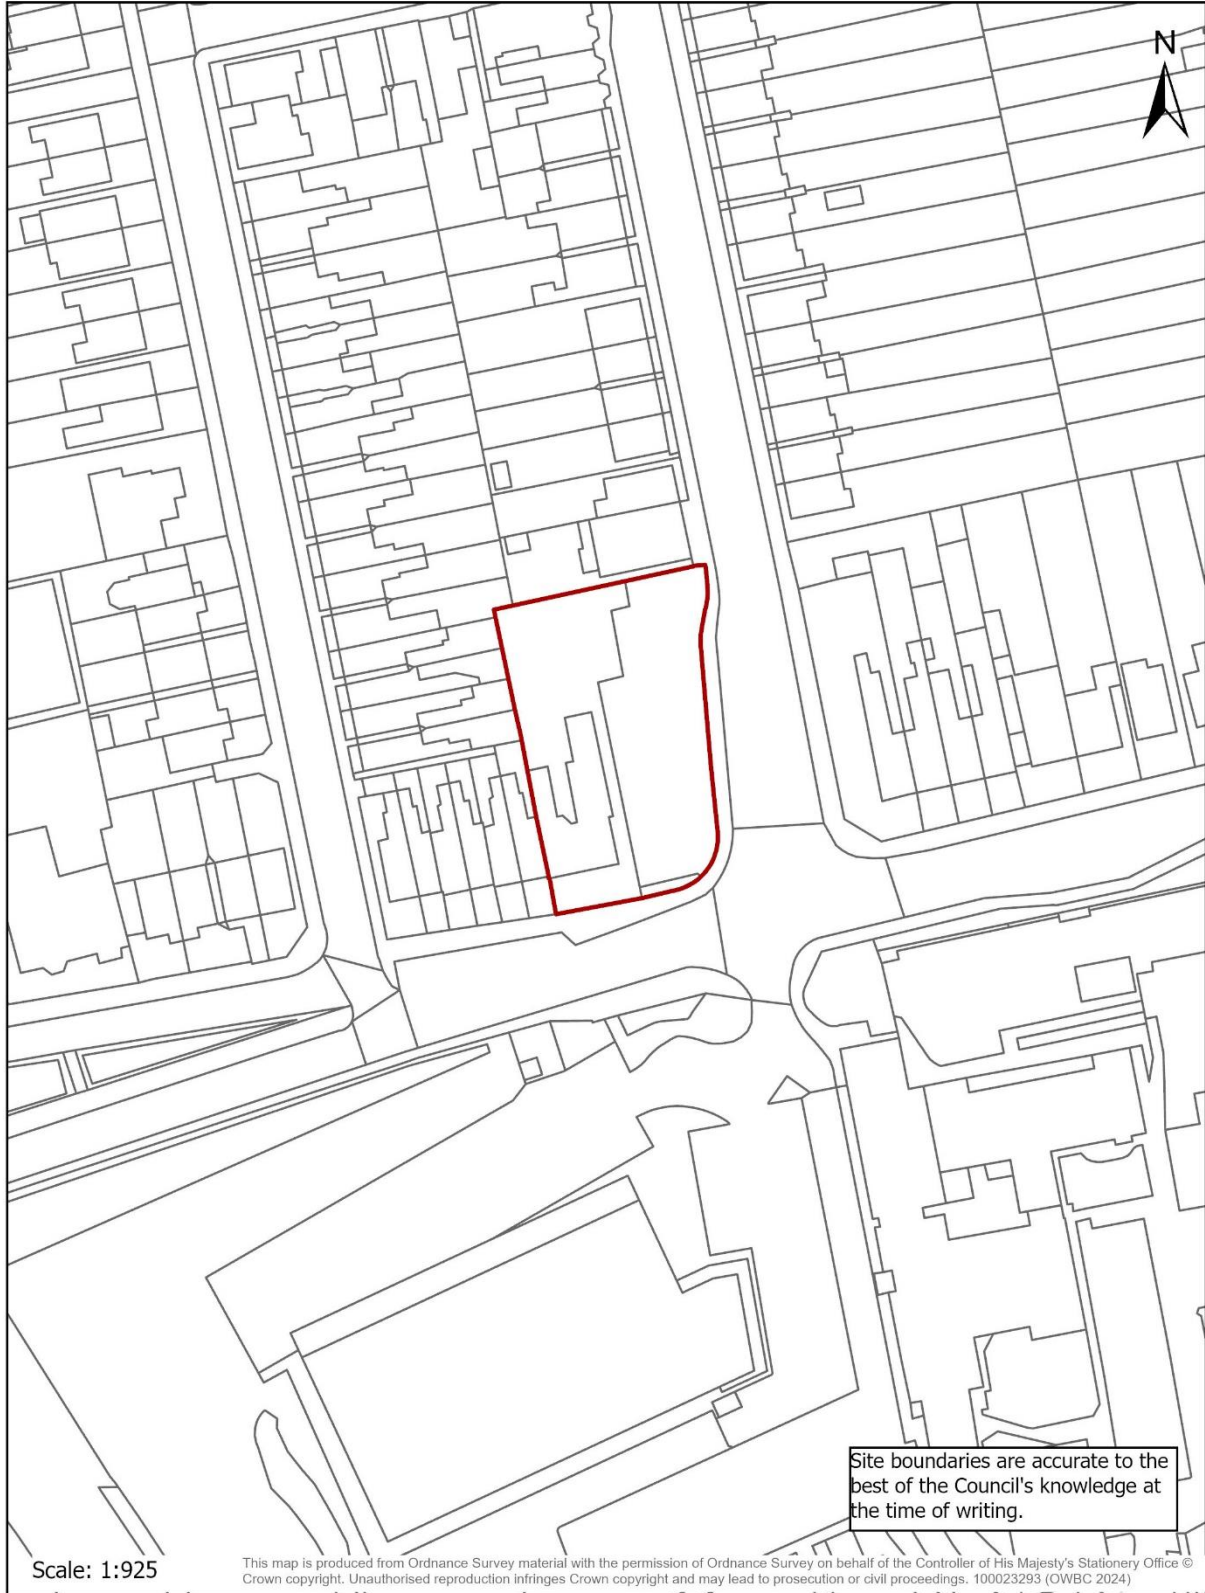 N
Site boundaries are accurate to the
best of the Council's knowledge at
the time of writing.
Scale: 1:925
This map is produced from Ordnance Survey material with the permission of Ordnance Survey on behalf of the Controller of His Majesty's Stationery Office ©
Crown copyright. Unauthorised reproduction infringes Crown copyright and may lead to prosecution or civil proceedings. 100023293 (OWBC 2024)